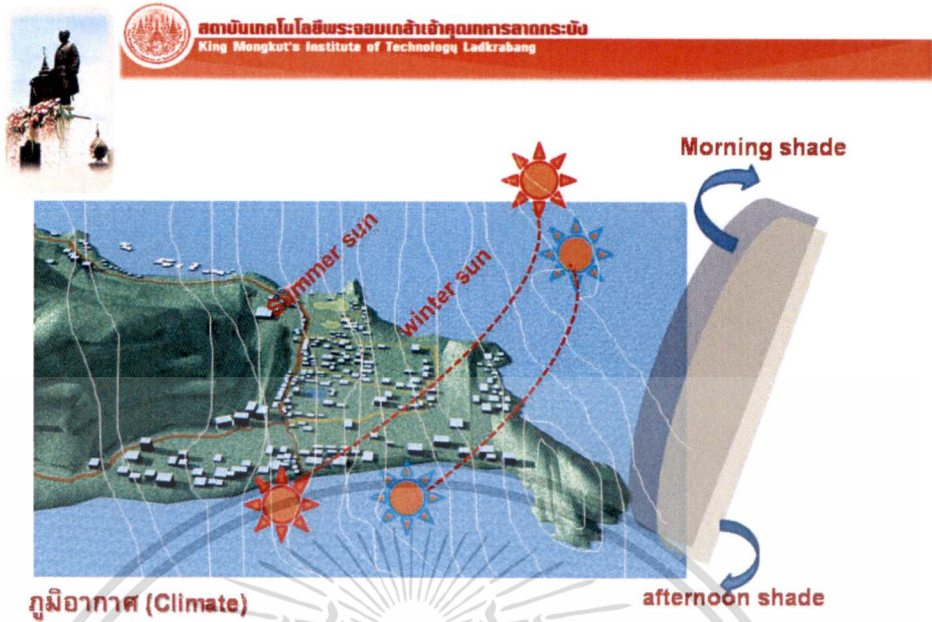 สถาบันเทคโนโลยีพระจอมเกล้าเจ้าคุณทหารลาดกระบัง
King Mongkut's Institute of Technology Ladkrabang
Morning shade
Summer sun
winter sun
afternoon shade
ภูมิอากาศ (Climate)